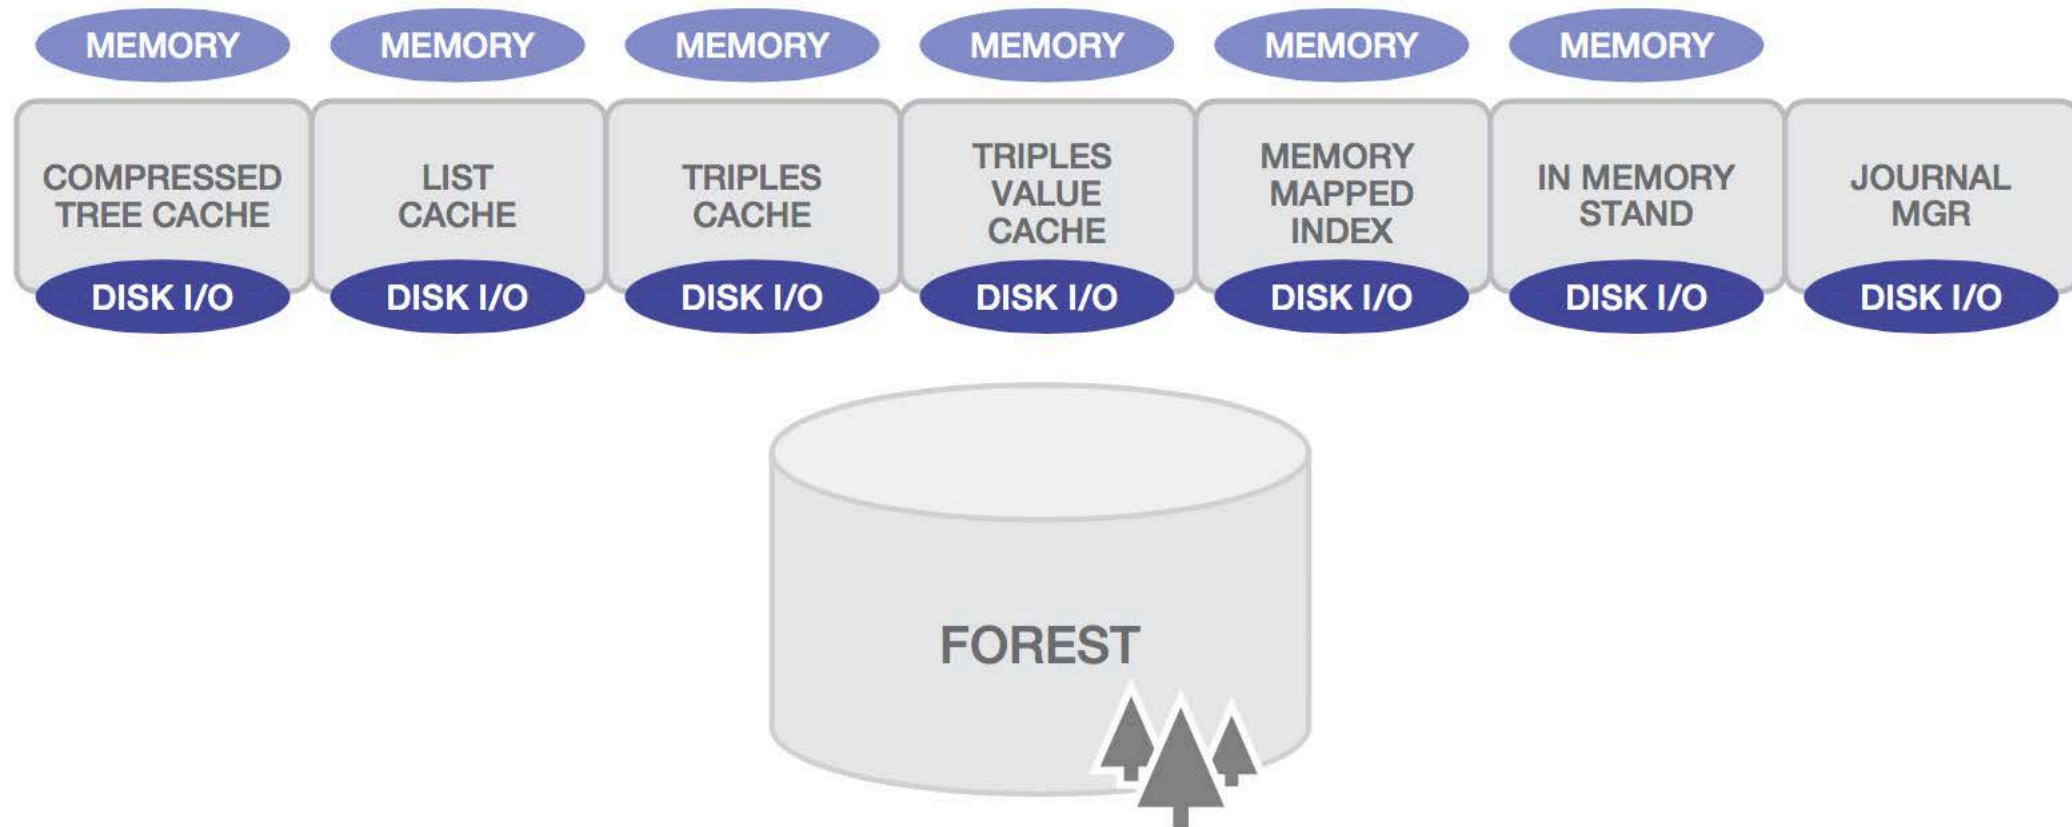 MEMORY MEMORY MEMORY MEMORY MEMORY MEMORY
COMPRESSED
TREE CACHE
LIST
CACHE
TRIPLES
CACHE
TRIPLES
VALUE
CACHE
MEMORY
MAPPED
INDEX
IN MEMORY
STAND
JOURNAL
MGR
DISK I/O DISK I/O DISK I/O DISK I/O DISK I/O DISK I/O DISK I/O
FOREST